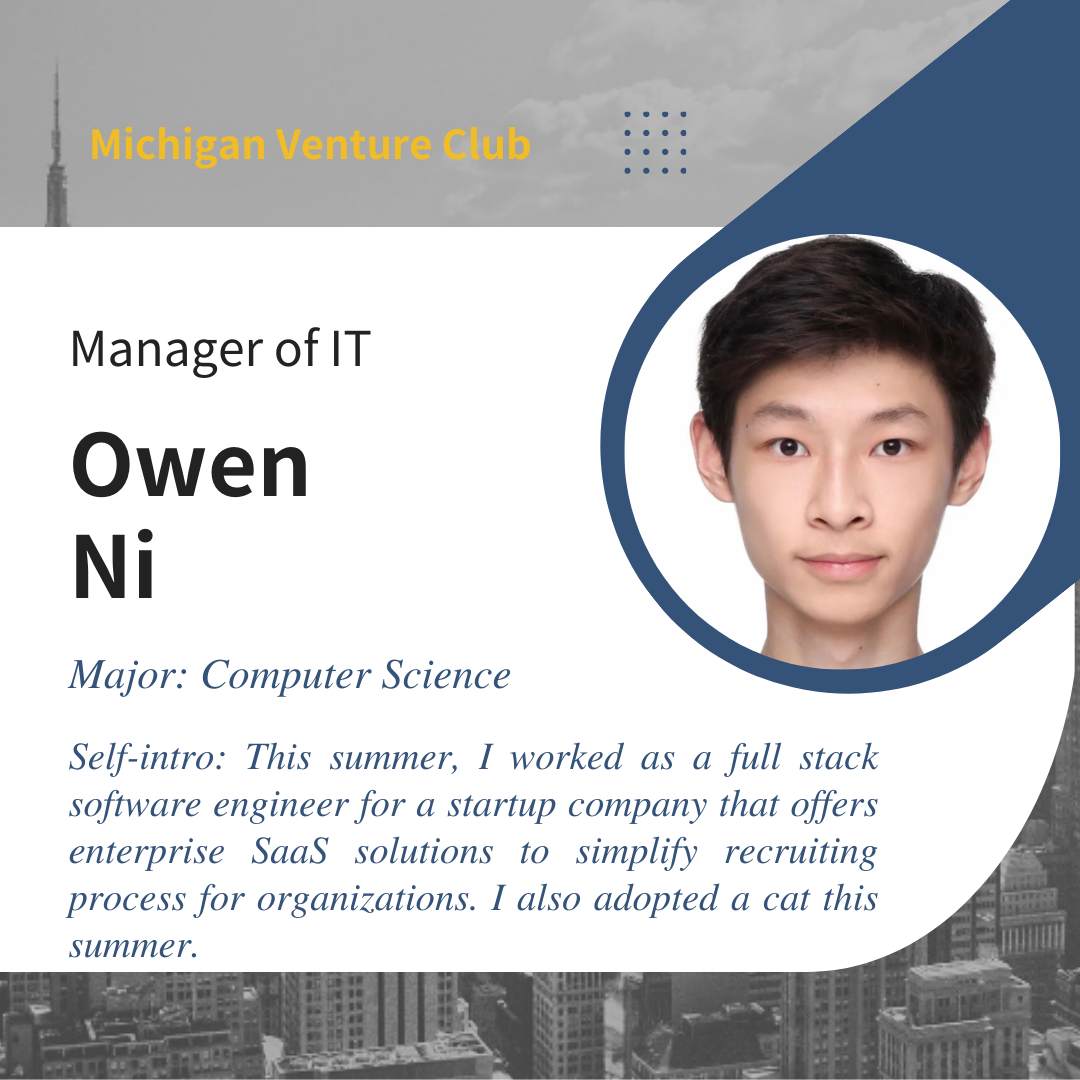 Michigan Venture Club
Manager of IT
Owen
Ni
Major: Computer Science
Self-intro: This summer, I worked as a full stack
software engineer for a startup company that offers
enterprise SaaS solutions to simplify recruiting
process for organizations. I also adopted a cat this
summer.